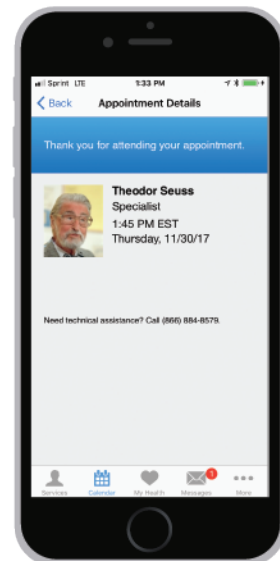 Sprint LTE 1:33 PM
Back Appointment Details
Thank you for attending your appointment.
Theodor Seuss
Specialist
1:45 PM EST
Thursday, 11/30/17
Need technical assistance? Call (866) 884-8579.
1
Services Calendar My Health Messages More